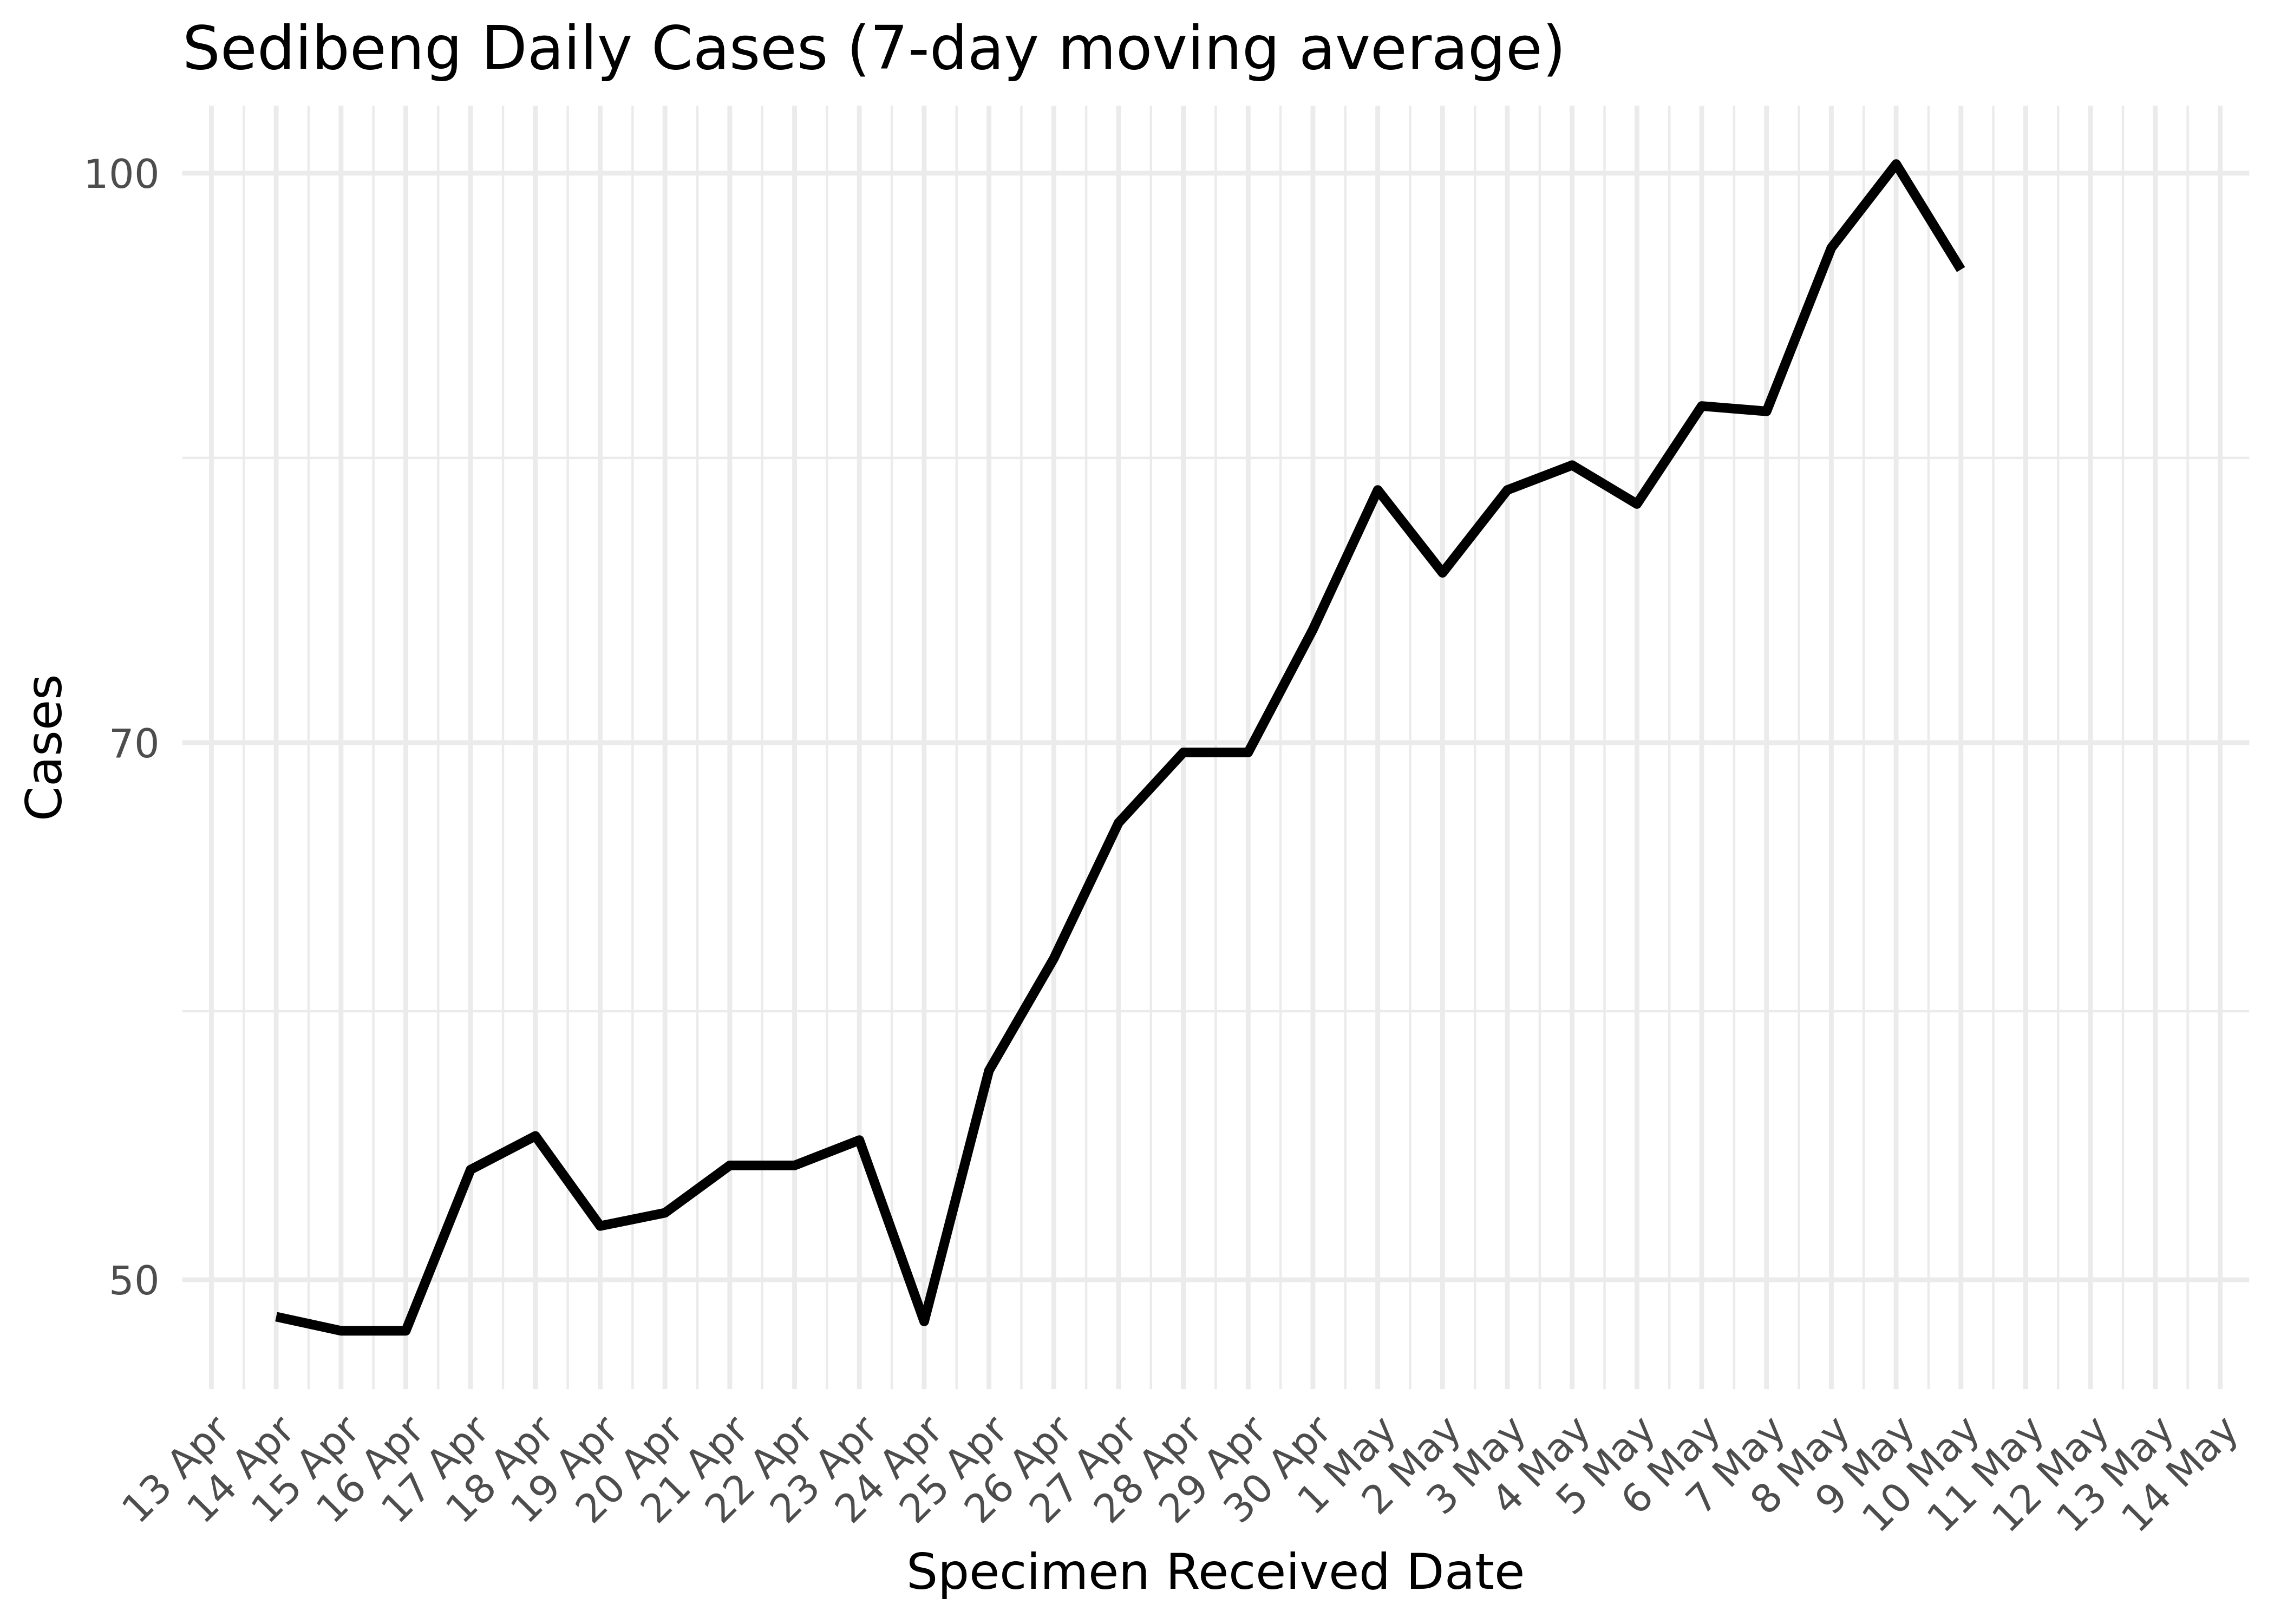 Sedibeng Daily Cases (7-day moving average)
100
70
50
Cases
13 Apr
14 Apr
15 Apr
16 Apr
17 Apr
18 Apr
19 Apr
20 Apr
21 Apr
22 Apr
23 Apr
24 Apr
25 Apr
26 Apr
27 Apr
28 Apr
29 Apr
30 Apr
1 May
2 May
3 May
4 May
5 May
6 May
7 May
8 May
9 May
10 May
11 May
12 May
13 May
14 May
Specimen Received Date